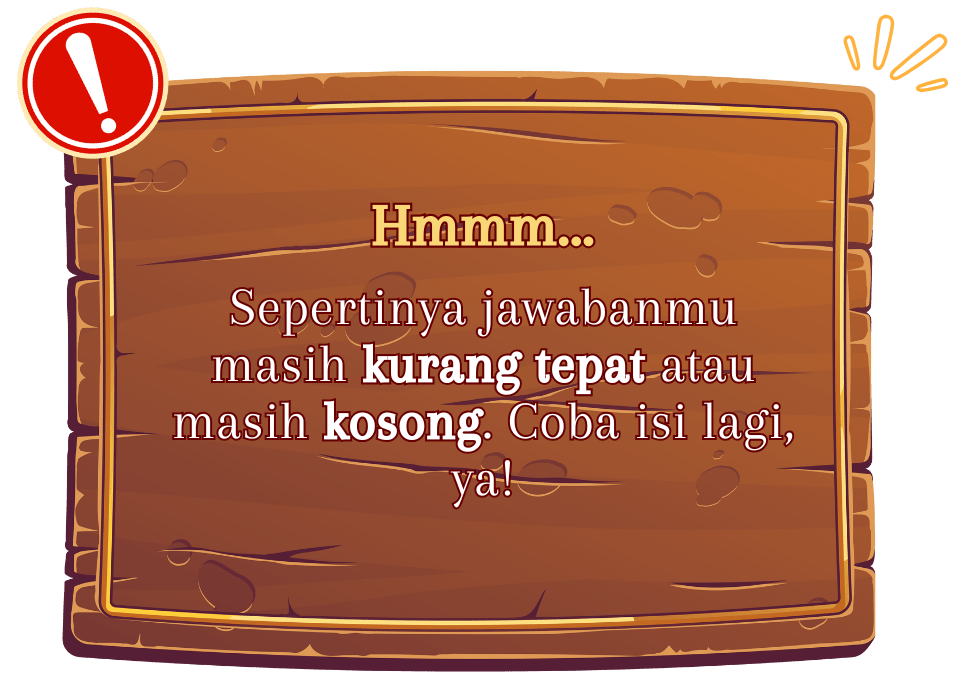 Hmmm...
Sepertinya jawabanmu
masih kurang tepat atau
masih kosong. Coba isi lagi,
ya!